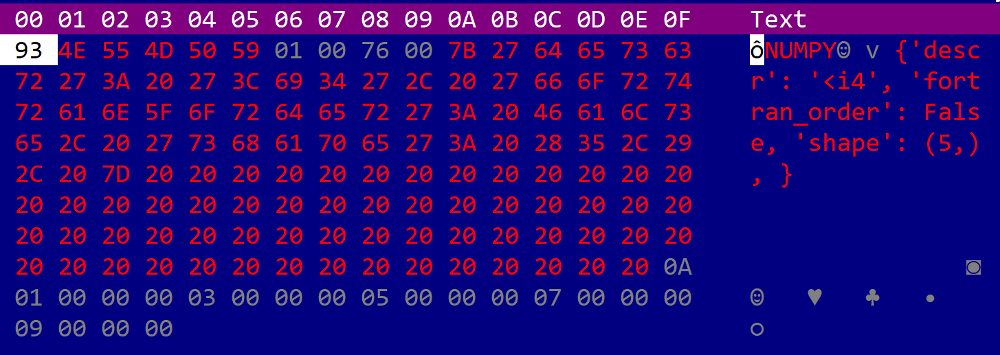 00 01 02 03 04 05 06 07 08 09 0A 0B 0C 0D 0E 0F Text
93 4E 55 4D 50 59 01 00 76 00 7B 27 64 65 73 63 ôNUMPY☺ v {'desc
72 27 3A 20 27 3C 69 34 27 2C 20 27 66 6F 72 74 r': '<i4', 'fort
72 61 6E 5F 6F 72 64 65 72 27 3A 20 46 61 6C 73 ran_order': Fals
65 2C 20 27 73 68 61 70 65 27 3A 20 28 35 2C 29 e, 'shape': (5,)
2C 20 7D 20 20 20 20 20 20 20 20 20 20 20 20 20 , }
20 20 20 20 20 20 20 20 20 20 20 20 20 20 20 20
20 20 20 20 20 20 20 20 20 20 20 20 20 20 20 20
20 20 20 20 20 20 20 20 20 20 20 20 20 20 20 0A ◙
01 00 00 00 03 00 00 00 05 00 00 00 07 00 00 00 ☺ ♥ ♣ •
09 00 00 00 ○